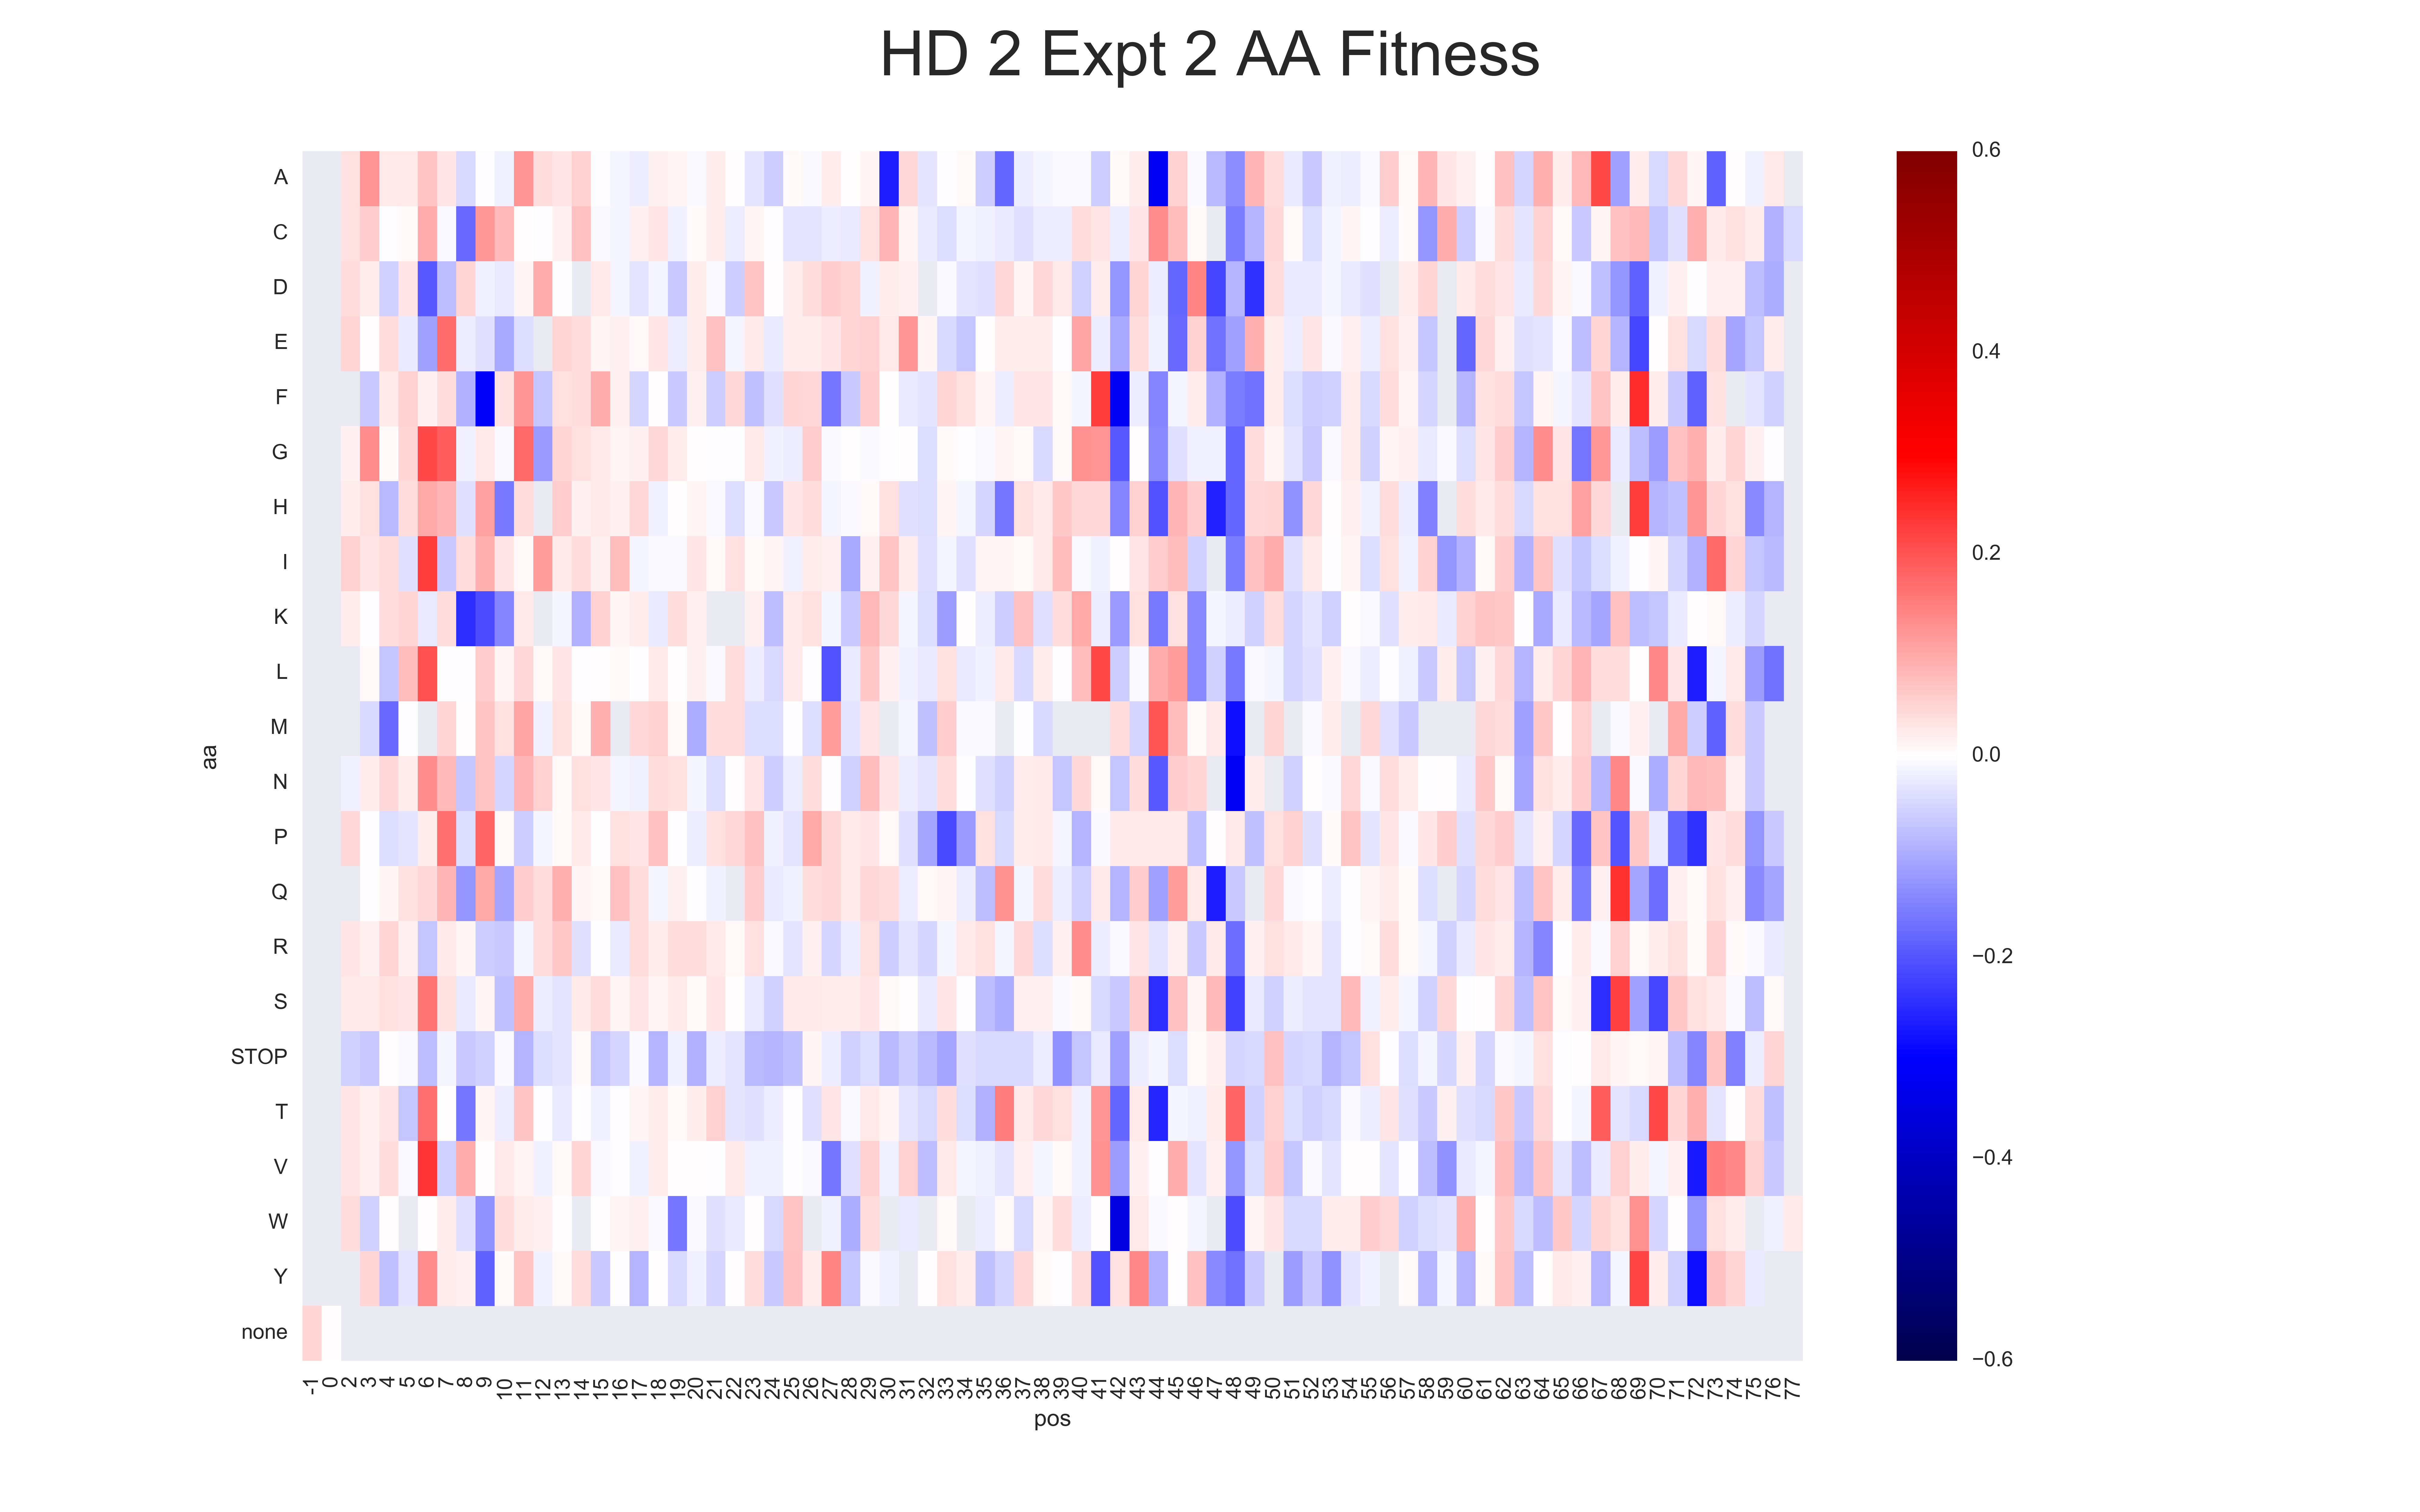 HD 2 Expt 2 AA Fitness
aa
A
C
D
E
F
G
H
I
K
L
M
N
P
Q
R
S
STOP
T
V
W
Y
none
-1 0 2 3 4 5 6 7 8 9 10 11 12 13 14 15 16 17 18 19 20 21 22 23 24 25 26 27 28 29 30 31 32 33 34 35 36 37 38 39 40 41 42 43 44 45 46 47 48 49 50 51 52 53 54 55 56 57 58 59 60 61 62 63 64 65 66 67 68 69 70 71 72 73 74 75 76 77
pos
0.6
0.4
0.2
0.0
−0.2
−0.4
−0.6